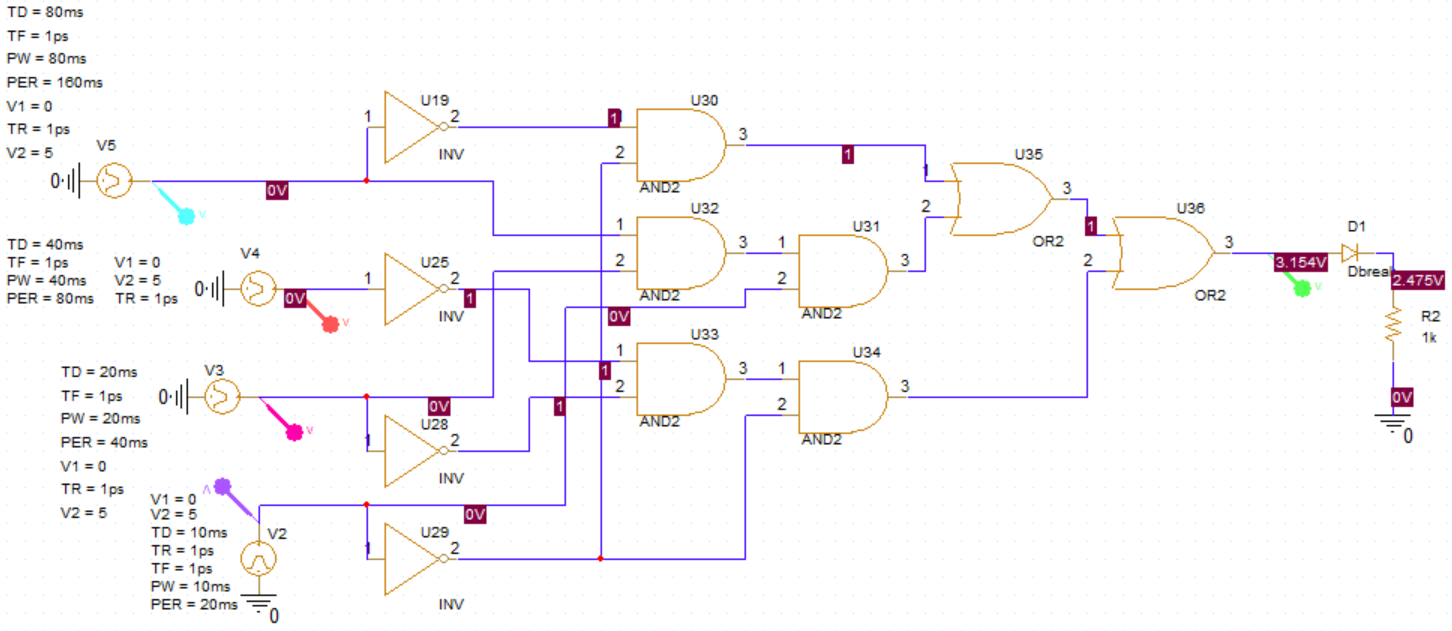 TD = 80ms
TF = 1ps
PW = 80ms
PER = 160ms
V1 = 0
TR = 1ps
V2 = 5
V5
0
V
0V
1
U19
2
INV
1
U30
2
3
AND2
1
TD = 40ms
TF = 1ps
PW = 40ms
PER = 80ms
V1 = 0
V2 = 5
TR = 1ps
V4
0
0V
V
1
U25
2
INV
1
1
U32
2
3
AND2
0V
1
U31
2
3
AND2
1
U35
2
3
OR2
1
U36
2
3
OR2
3.154V
V
D1
Dbreak
2.475V
R2
1k
0V
0
TD = 20ms
TF = 1ps
PW = 20ms
PER = 40ms
V1 = 0
TR = 1ps
V2 = 5
V3
0
V
0V
1
U28
2
INV
1
1
1
U33
2
3
AND2
1
U34
2
3
AND2
V
V1 = 0
V2 = 5
TD = 10ms
TR = 1ps
TF = 1ps
PW = 10ms
PER = 20ms
V2
0
0V
1
U29
2
INV